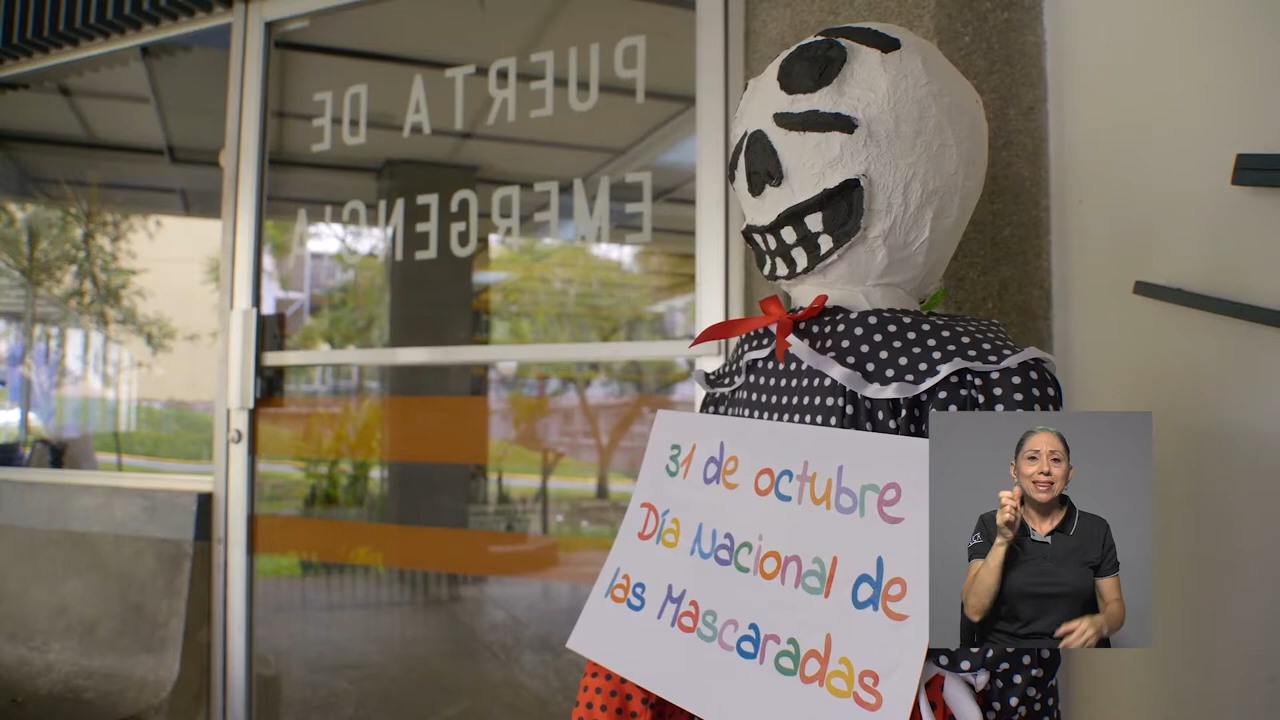 PUERTA DE
EMERGENCIA
31 de octubre
Día Nacional de
las Mascaradas